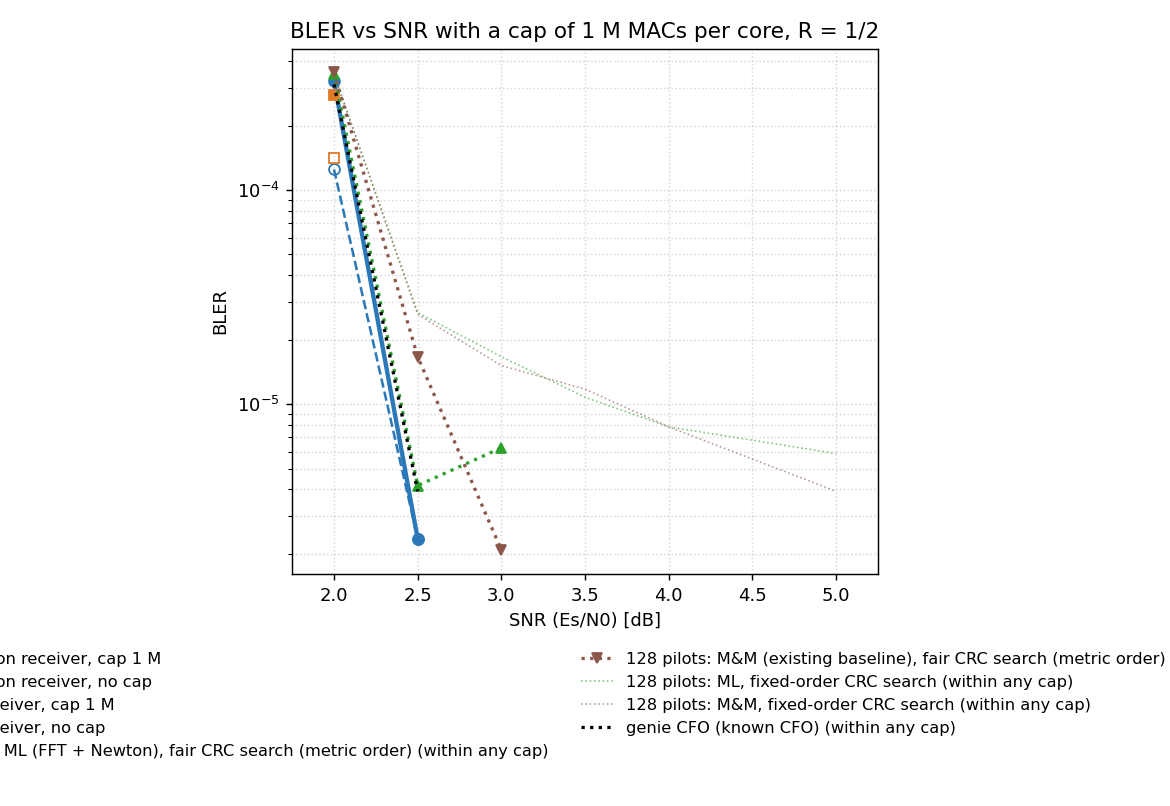 BLER vs SNR with a cap of 1 M MACs per core, R = 1/2
10⁻⁴
10⁻⁵
BLER
2.0 2.5 3.0 3.5 4.0 4.5 5.0
SNR (Es/N0) [dB]
on receiver, cap 1 M
on receiver, no cap
eiver, cap 1 M
eiver, no cap
ML (FFT + Newton), fair CRC search (metric order) (within any cap)
128 pilots: M&M (existing baseline), fair CRC search (metric order)
128 pilots: ML, fixed-order CRC search (within any cap)
128 pilots: M&M, fixed-order CRC search (within any cap)
genie CFO (known CFO) (within any cap)